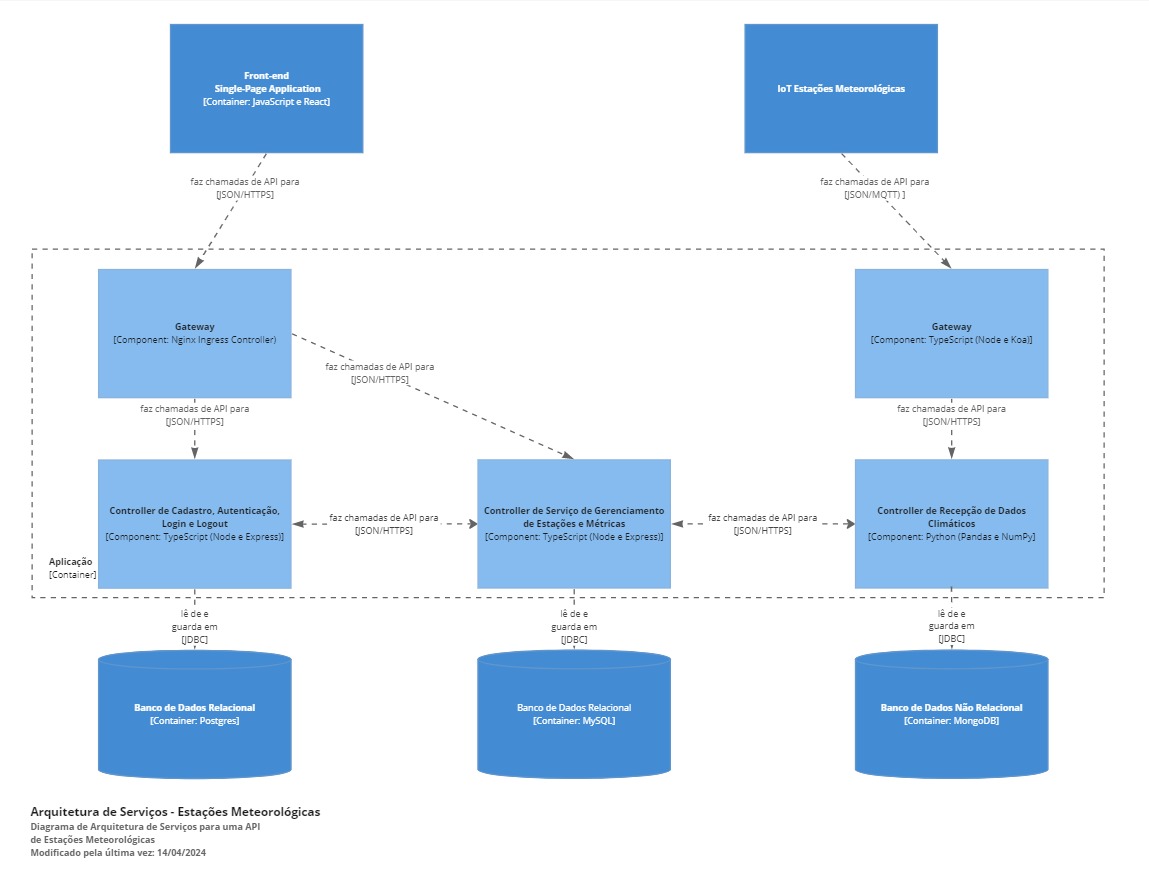 Front-end
Single-Page Application
[Container: JavaScript e React]
IoT Estações Meteorológicas
faz chamadas de API para
[JSON/HTTPS]
faz chamadas de API para
[JSON/MQTT) ]
Gateway
[Component: Nginx Ingress Controller)
Gateway
[Component: TypeScript (Node e Koa)]
faz chamadas de API para
[JSON/HTTPS]
faz chamadas de API para
[JSON/HTTPS]
faz chamadas de API para
[JSON/HTTPS]
Controller de Cadastro, Autenticação,
Login e Logout
[Component: TypeScript (Node e Express)]
faz chamadas de API para
[JSON/HTTPS]
Controller de Serviço de Gerenciamento
de Estações e Métricas
[Component: TypeScript (Node e Express)]
faz chamadas de API para
[JSON/HTTPS]
Controller de Recepção de Dados
Climáticos
[Component: Python (Pandas e NumPy]
Aplicação
[Container]
lê de e
guarda em
[JDBC]
lê de e
guarda em
[JDBC]
lê de e
guarda em
[JDBC]
Banco de Dados Relacional
[Container: Postgres]
Banco de Dados Relacional
[Container: MySQL]
Banco de Dados Não Relacional
[Container: MongoDB]
Arquitetura de Serviços - Estações Meteorológicas
Diagrama de Arquitetura de Serviços para uma API
de Estações Meteorológicas
Modificado pela última vez: 14/04/2024